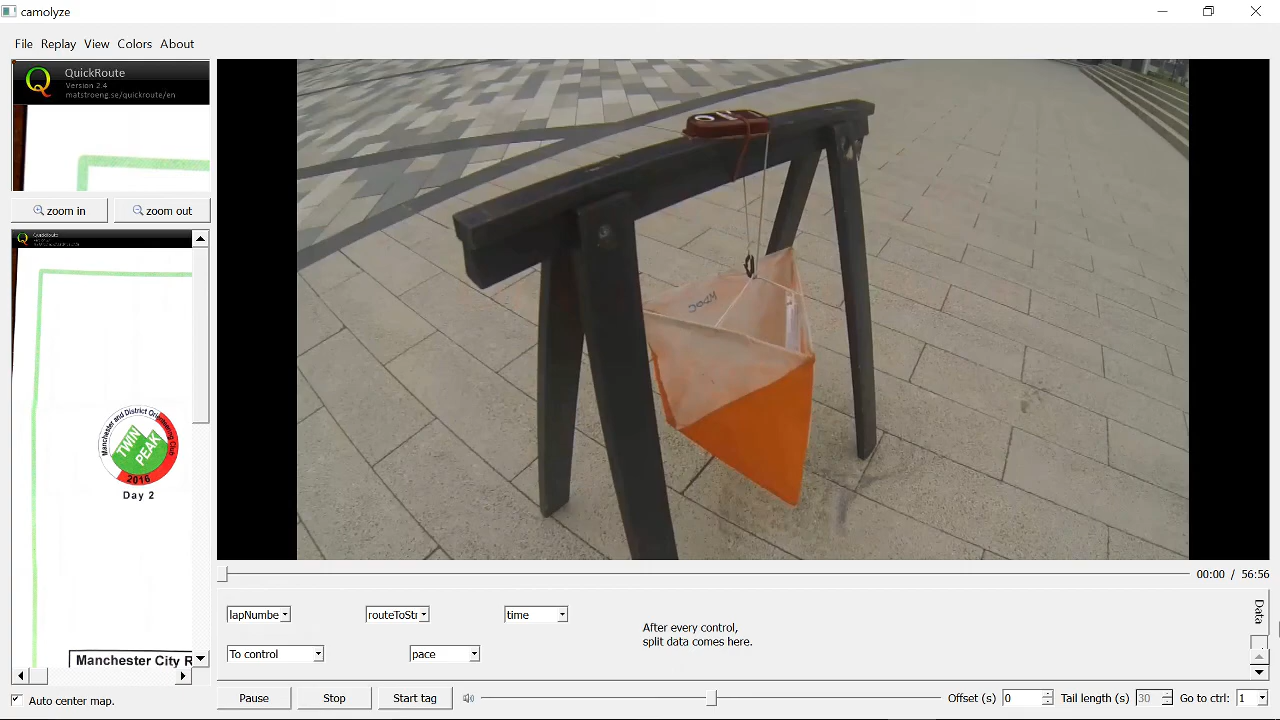 camolyze
File Replay View Colors About
QuickRoute
Version 2.4
matstroeng.se/quickroute/en
zoom in
zoom out
QuickRoute
Manchester and District Orienteering Club
TWIN
PEAK
2016
Day 2
Manchester City R
Auto center map.
MDOC
00:00 / 56:56
lapNumbe
routeToStr
time
To control
pace
After every control,
split data comes here.
Data
Pause
Stop
Start tag
Offset (s) 0
Tail length (s) 30
Go to ctrl: 1